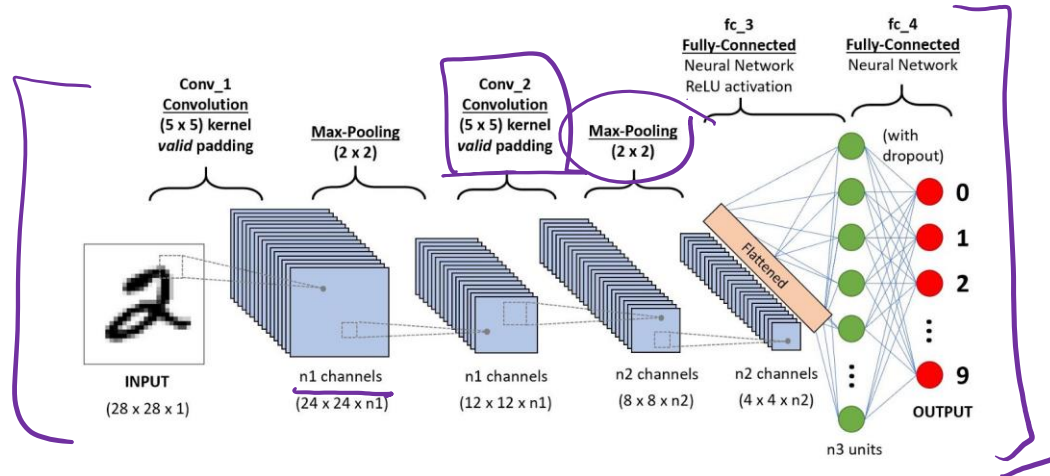 Conv_1
Convolution
(5 x 5) kernel
valid padding
Max-Pooling
(2 x 2)
Conv_2
Convolution
(5 x 5) kernel
valid padding
Max-Pooling
(2 x 2)
fc_3
Fully-Connected
Neural Network
ReLU activation
fc_4
Fully-Connected
Neural Network
(with
dropout)
Flattened
0
1
2
9
INPUT
(28 x 28 x 1)
n1 channels
(24 x 24 x n1)
n1 channels
(12 x 12 x n1)
n2 channels
(8 x 8 x n2)
n2 channels
(4 x 4 x n2)
n3 units
OUTPUT